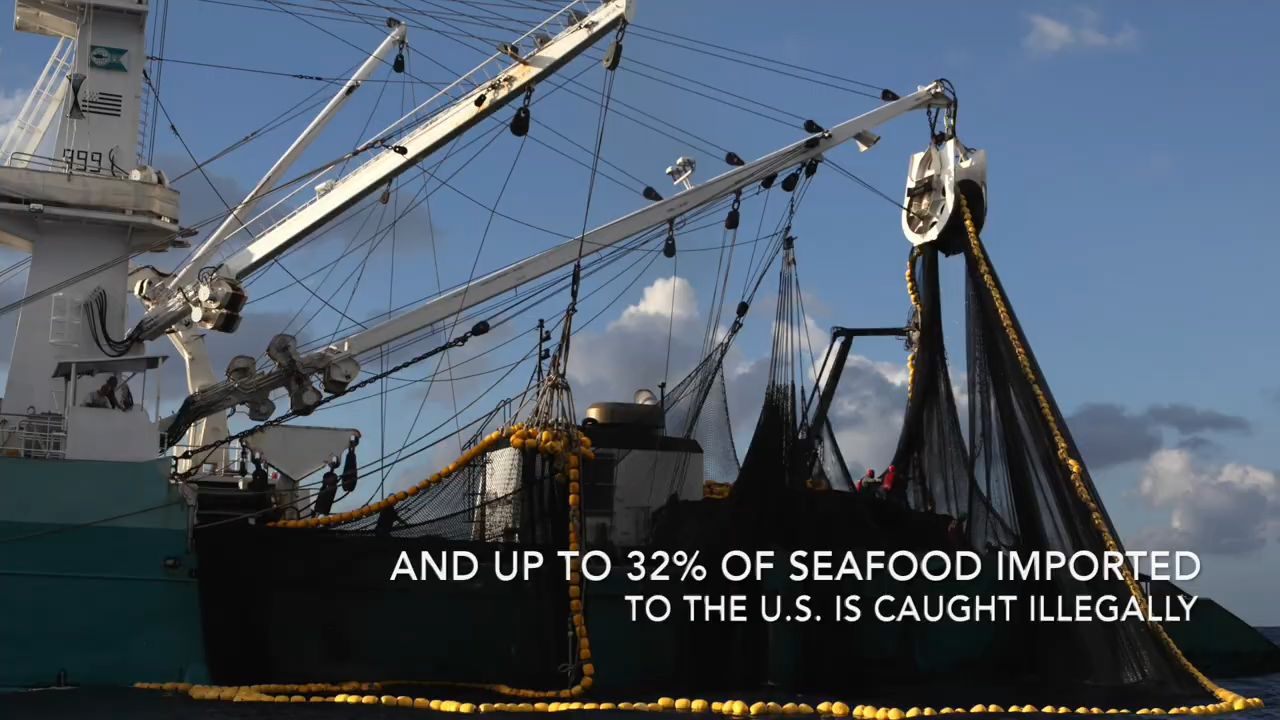 AND UP TO 32% OF SEAFOOD IMPORTED
TO THE U.S. IS CAUGHT ILLEGALLY